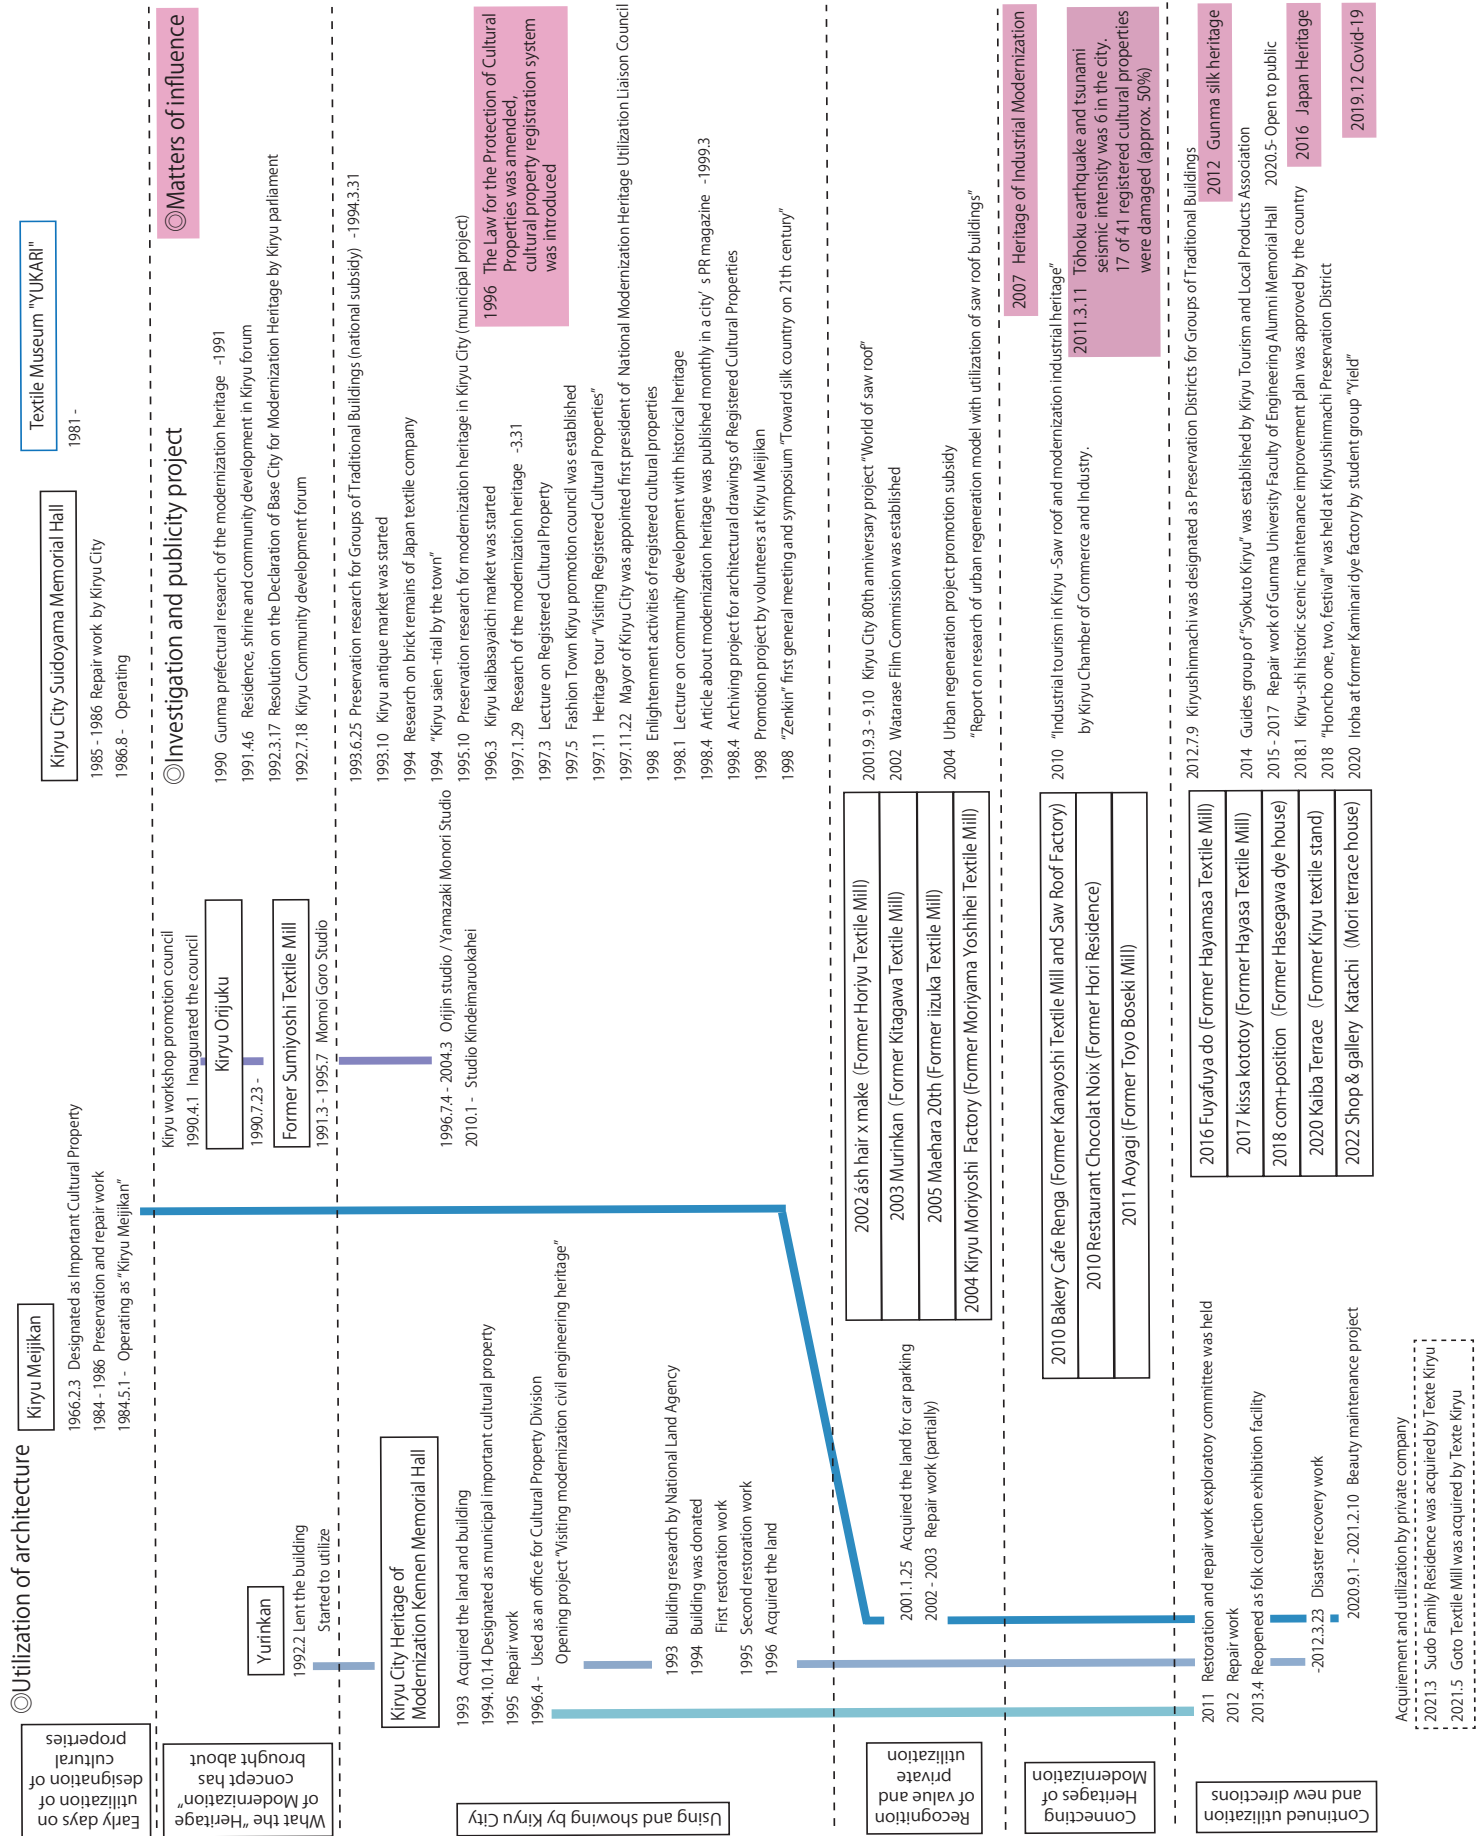 ◎Utilization of architecture
Early days on
utilization of
designation of
cultural
properties
Kiryu Meijikan
1966.2.3 Designated as Important Cultural Property
1984 - 1986 Preservation and repair work
1984.5.1 - Operating as "Kiryu Meijikan"
Kiryu City Suidoyama Memorial Hall
1985 - 1986 Repair work by Kiryu City
1986.8 - Operating
Textile Museum "YUKARI"
1981 -
What the "Heritage
of Modernization"
concept has
brought about
Yurinkan
1992.2 Lent the building
Started to utilize
Kiryu workshop promotion council
1990.4.1 Inaugurated the council
Kiryu Orijuku
1990.7.23 -
Former Sumiyoshi Textile Mill
1991.3 - 1995.7 Momoi Goro Studio
◎Investigation and publicity project
1990 Gunma prefectural research of the modernization heritage -1991
1991.4.6 Residence, shrine and community development in Kiryu forum
1992.3.17 Resolution on the Declaration of Base City for Modernization Heritage by Kiryu parliament
1992.7.18 Kiryu Community development forum
◎Matters of influence
Using and showing by Kiryu City
Kiryu City Heritage of
Modernization Kennen Memorial Hall
1993 Acquired the land and building
1994.10.14 Designated as municipal important cultural property
1995 Repair work
1996.4 - Used as an office for Cultural Property Division
Opening project "Visiting modernization civil engineering heritage"
1993 Building research by National Land Agency
1994 Building was donated
First restoration work
1995 Second restoration work
1996 Acquired the land
1996.7.4 - 2004.3 Orijin studio / Yamazaki Monori Studio
2010.1 - Studio Kindeimaruokahei
1993.6.25 Preservation research for Groups of Traditional Buildings (national subsidy) -1994.3.31
1993.10 Kiryu antique market was started
1994 Research on brick remains of Japan textile company
1994 "Kiryu saien -trial by the town"
1995.10 Preservation research for modernization heritage in Kiryu City (municipal project)
1996.3 Kiryu kaibasayaichi market was started
1997.1.29 Research of the modernization heritage -3.31
1997.3 Lecture on Registered Cultural Property
1997.5 Fashion Town Kiryu promotion council was established
1997.11 Heritage tour "Visiting Registered Cultural Properties"
1997.11.22 Mayor of Kiryu City was appointed first president of National Modernization Heritage Utilization Liaison Council
1998 Enlightenment activities of registered cultural properties
1998.1 Lecture on community development with historical heritage
1998.4 Article about modernization heritage was published monthly in a city's PR magazine -1999.3
1998.4 Archiving project for architectural drawings of Registered Cultural Properties
1998 Promotion project by volunteers at Kiryu Meijikan
1998 "Zenkin" first general meeting and symposium "Toward silk country on 21th century"
1996 The Law for the Protection of Cultural
Properties was amended,
cultural property registration system
was introduced
Recognition
of value and
private
utilization
2001.1.25 Acquired the land for car parking
2002 - 2003 Repair work (partially)
2002 ásh hair x make (Former Horiyu Textile Mill)
2003 Murinkan (Former Kitagawa Textile Mill)
2005 Maehara 20th (Former iizuka Textile Mill)
2004 Kiryu Moriyoshi Factory (Former Moriyama Yoshihei Textile Mill)
2001.9.3 - 9.10 Kiryu City 80th anniversary project "World of saw roof"
2002 Watarase Film Commission was established
2004 Urban regeneration project promotion subsidy
"Report on research of urban regeneration model with utilization of saw roof buildings"
Connecting
Heritages of
Modernization
2010 Bakery Cafe Renga (Former Kanayoshi Textile Mill and Saw Roof Factory)
2010 Restaurant Chocolat Noix (Former Hori Residence)
2011 Aoyagi (Former Toyo Boseki Mill)
2010 "Industrial tourism in Kiryu -Saw roof and modernization industrial heritage"
by Kiryu Chamber of Commerce and Industry.
2007 Heritage of Industrial Modernization
2011.3.11 Tōhoku earthquake and tsunami
seismic intensity was 6 in the city.
17 of 41 registered cultural properties
were damaged (approx. 50%)
Continued utilization
and new directions
2011 Restoration and repair work exploratory committee was held
2012 Repair work
2013.4 Reopened as folk collection exhibition facility
-2012.3.23 Disaster recovery work
2020.9.1 - 2021.2.10 Beauty maintenance project
2016 Fuyafuya do (Former Hayamasa Textile Mill)
2017 kissa kototoy (Former Hayasa Textile Mill)
2018 com+position (Former Hasegawa dye house)
2020 Kaiba Terrace (Former Kiryu textile stand)
2022 Shop & gallery Katachi (Mori terrace house)
2012.7.9 Kiryushinmachi was designated as Preservation Districts for Groups of Traditional Buildings
2014 Guides group of "Syokuto Kiryu" was established by Kiryu Tourism and Local Products Association
2015 - 2017 Repair work of Gunma University Faculty of Engineering Alumni Memorial Hall 2020.5- Open to public
2018.1 Kiryu-shi historic scenic maintenance improvement plan was approved by the country
2018 "Honcho one, two, festival" was held at Kiryushinmachi Preservation District
2020 Iroha at former Kaminari dye factory by student group "Yield"
2012 Gunma silk heritage
2016 Japan Heritage
2019.12 Covid-19
Acquirement and utilization by private company
2021.3 Sudo Family Residence was acquired by Texte Kiryu
2021.5 Goto Textile Mill was acquired by Texte Kiryu